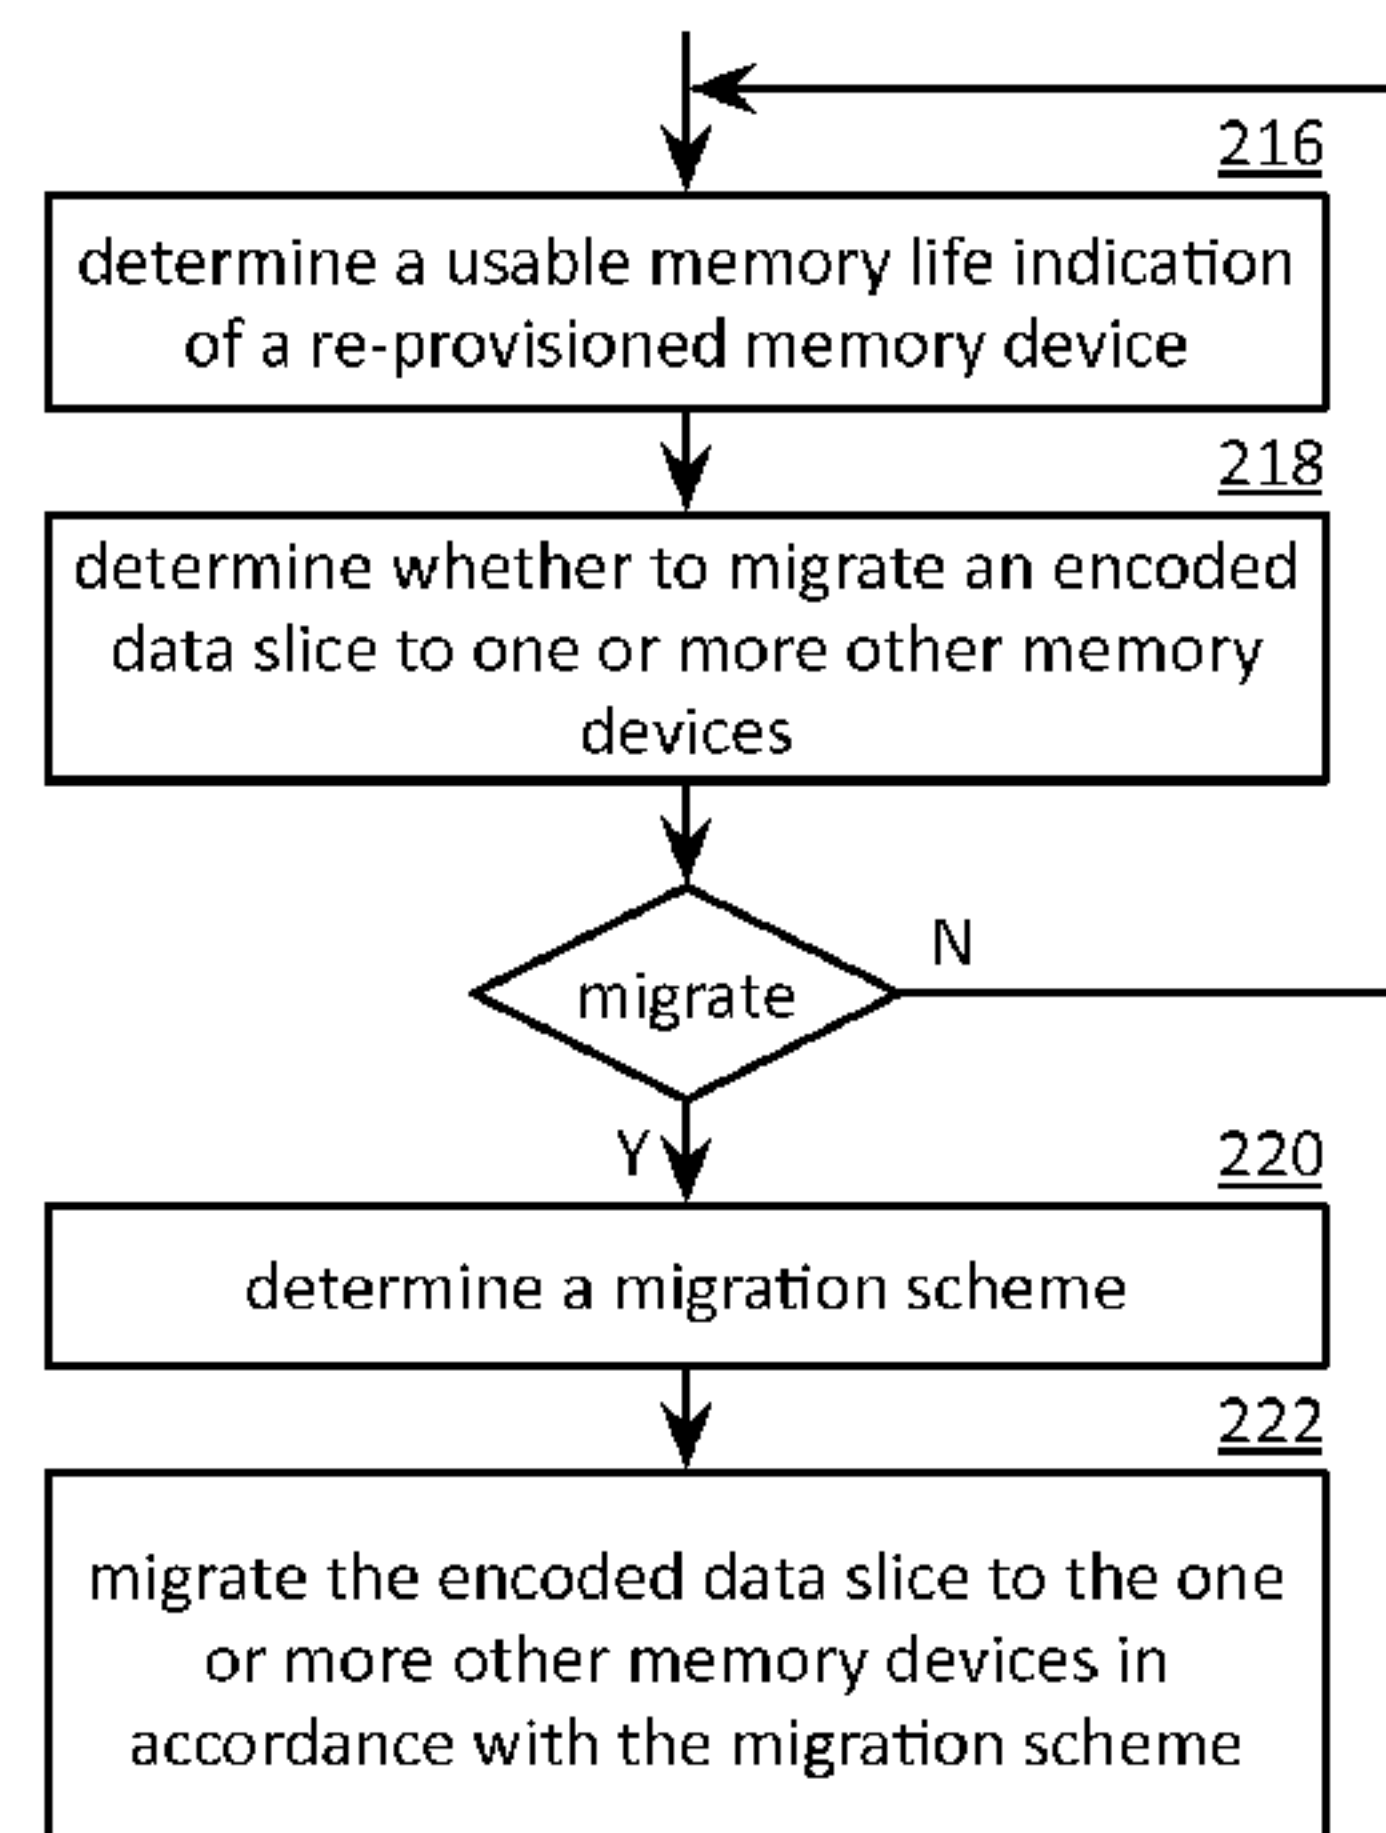 216
determine a usable memory life indication
of a re-provisioned memory device
218
determine whether to migrate an encoded
data slice to one or more other memory
devices
migrate
N
Y
220
determine a migration scheme
222
migrate the encoded data slice to the one
or more other memory devices in
accordance with the migration scheme